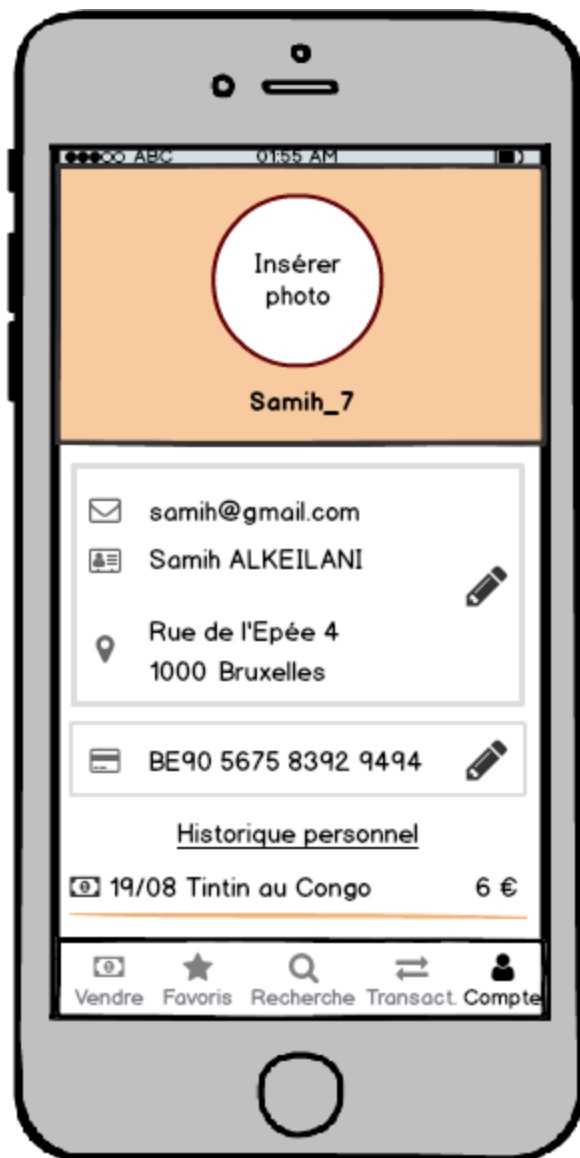 ABC 01:55 AM
Insérer
photo
Samih_7
samih@gmail.com
Samih ALKEILANI
Rue de l'Epée 4
1000 Bruxelles
BE90 5675 8392 9494
Historique personnel
19/08 Tintin au Congo 6 €
Vendre Favoris Recherche Transact. Compte